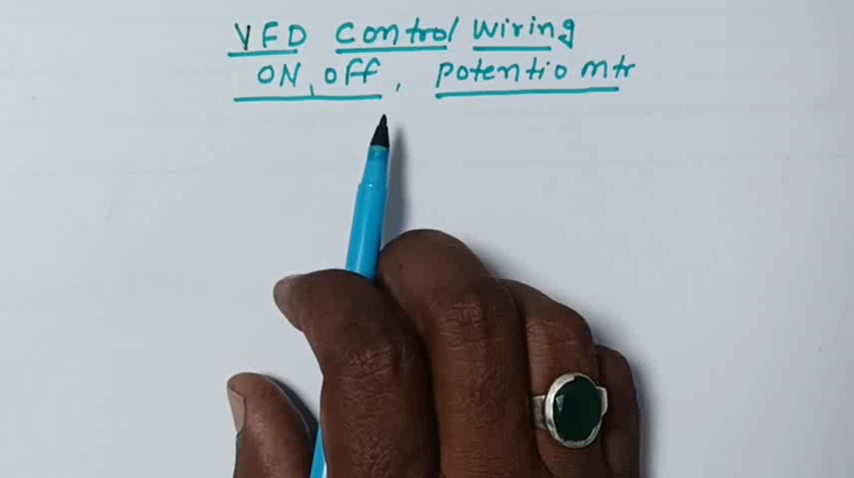 VFD Control Wiring
ON, OFF, Potentio mtr